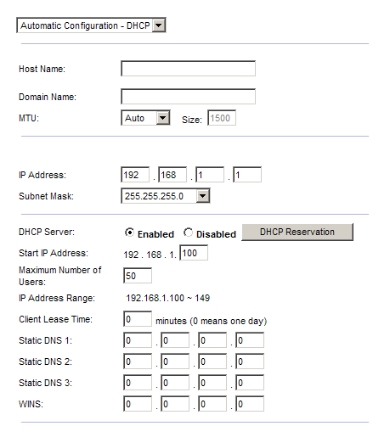 Automatic Configuration - DHCP
Host Name:
Domain Name:
MTU: Auto Size: 1500
IP Address: 192 . 168 . 1 . 1
Subnet Mask: 255.255.255.0
DHCP Server: Enabled Disabled DHCP Reservation
Start IP Address: 192 . 168 . 1. 100
Maximum Number of
Users: 50
IP Address Range: 192.168.1.100 ~ 149
Client Lease Time: 0 minutes (0 means one day)
Static DNS 1: 0 . 0 . 0 . 0
Static DNS 2: 0 . 0 . 0 . 0
Static DNS 3: 0 . 0 . 0 . 0
WINS: 0 . 0 . 0 . 0